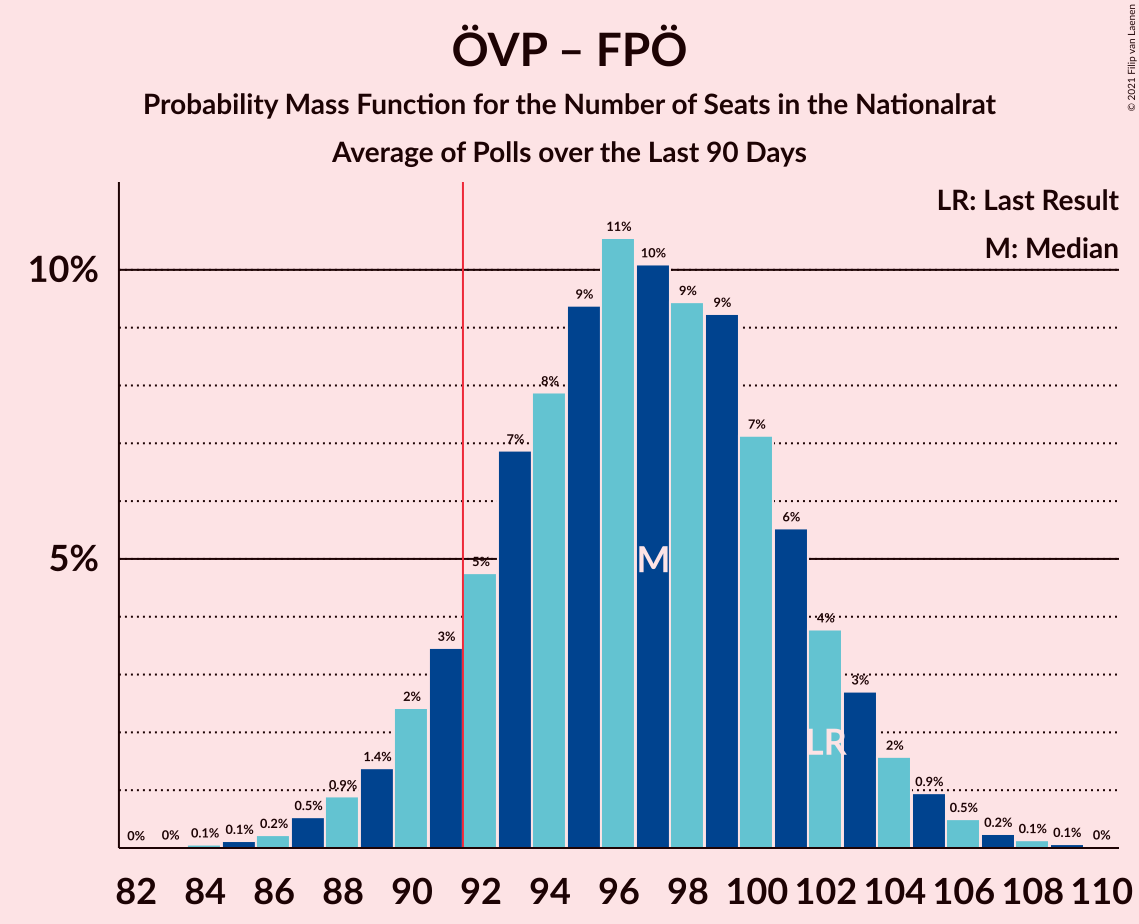 ÖVP – FPÖ
Probability Mass Function for the Number of Seats in the Nationalrat
Average of Polls over the Last 90 Days
© 2021 Filip van Laenen
LR: Last Result
M: Median
10%
5%
0% 0% 0.1% 0.1% 0.2% 0.5% 0.9% 1.4% 2% 3% 5% 7% 8% 9% 11% 10% 9% 9% 7% 6% 4% 3% 2% 0.9% 0.5% 0.2% 0.1% 0.1% 0%
M
LR
82 84 86 88 90 92 94 96 98 100 102 104 106 108 110